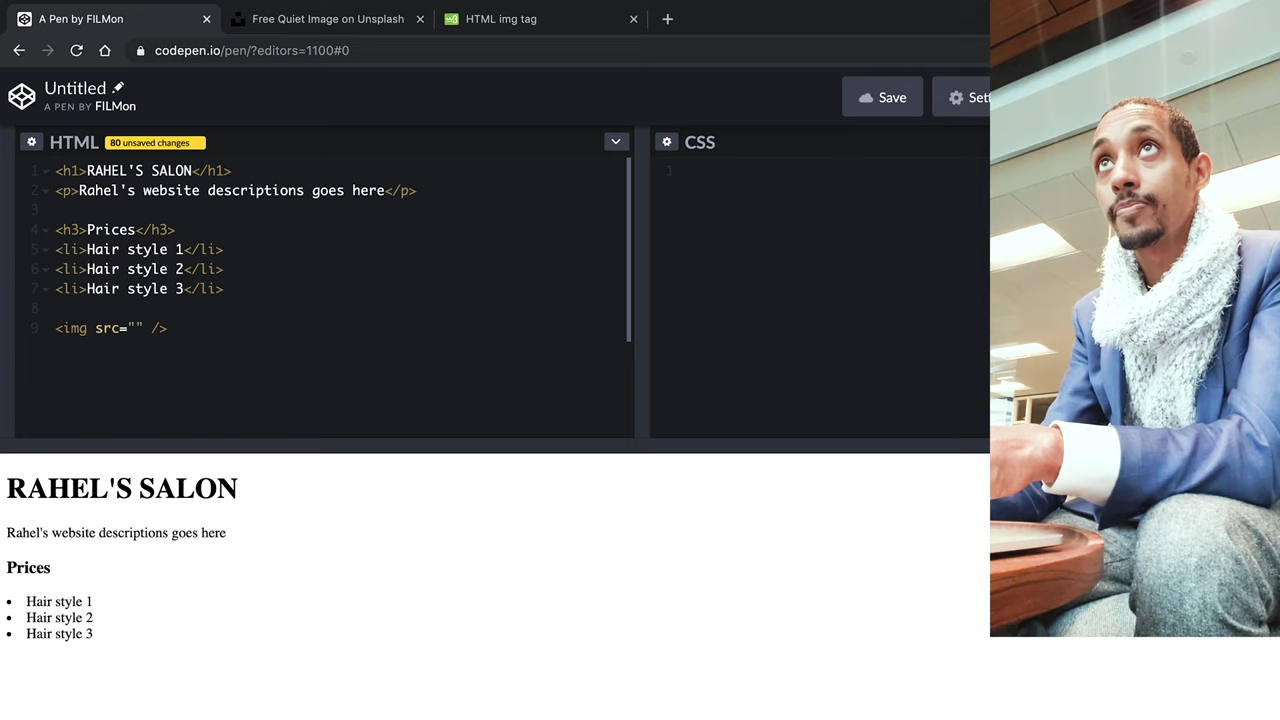 A Pen by FILMon
Free Quiet Image on Unsplash
HTML img tag
codepen.io/pen/?editors=1100#0
Untitled
A PEN BY FILMon
Save
HTML
80 unsaved changes
CSS
1 <h1>RAHEL'S SALON</h1>
2 <p>Rahel's website descriptions goes here</p>
3
4 <h3>Prices</h3>
5 <li>Hair style 1</li>
6 <li>Hair style 2</li>
7 <li>Hair style 3</li>
8
9 <img src="" />
1
RAHEL'S SALON
Rahel's website descriptions goes here
Prices
• Hair style 1
• Hair style 2
• Hair style 3